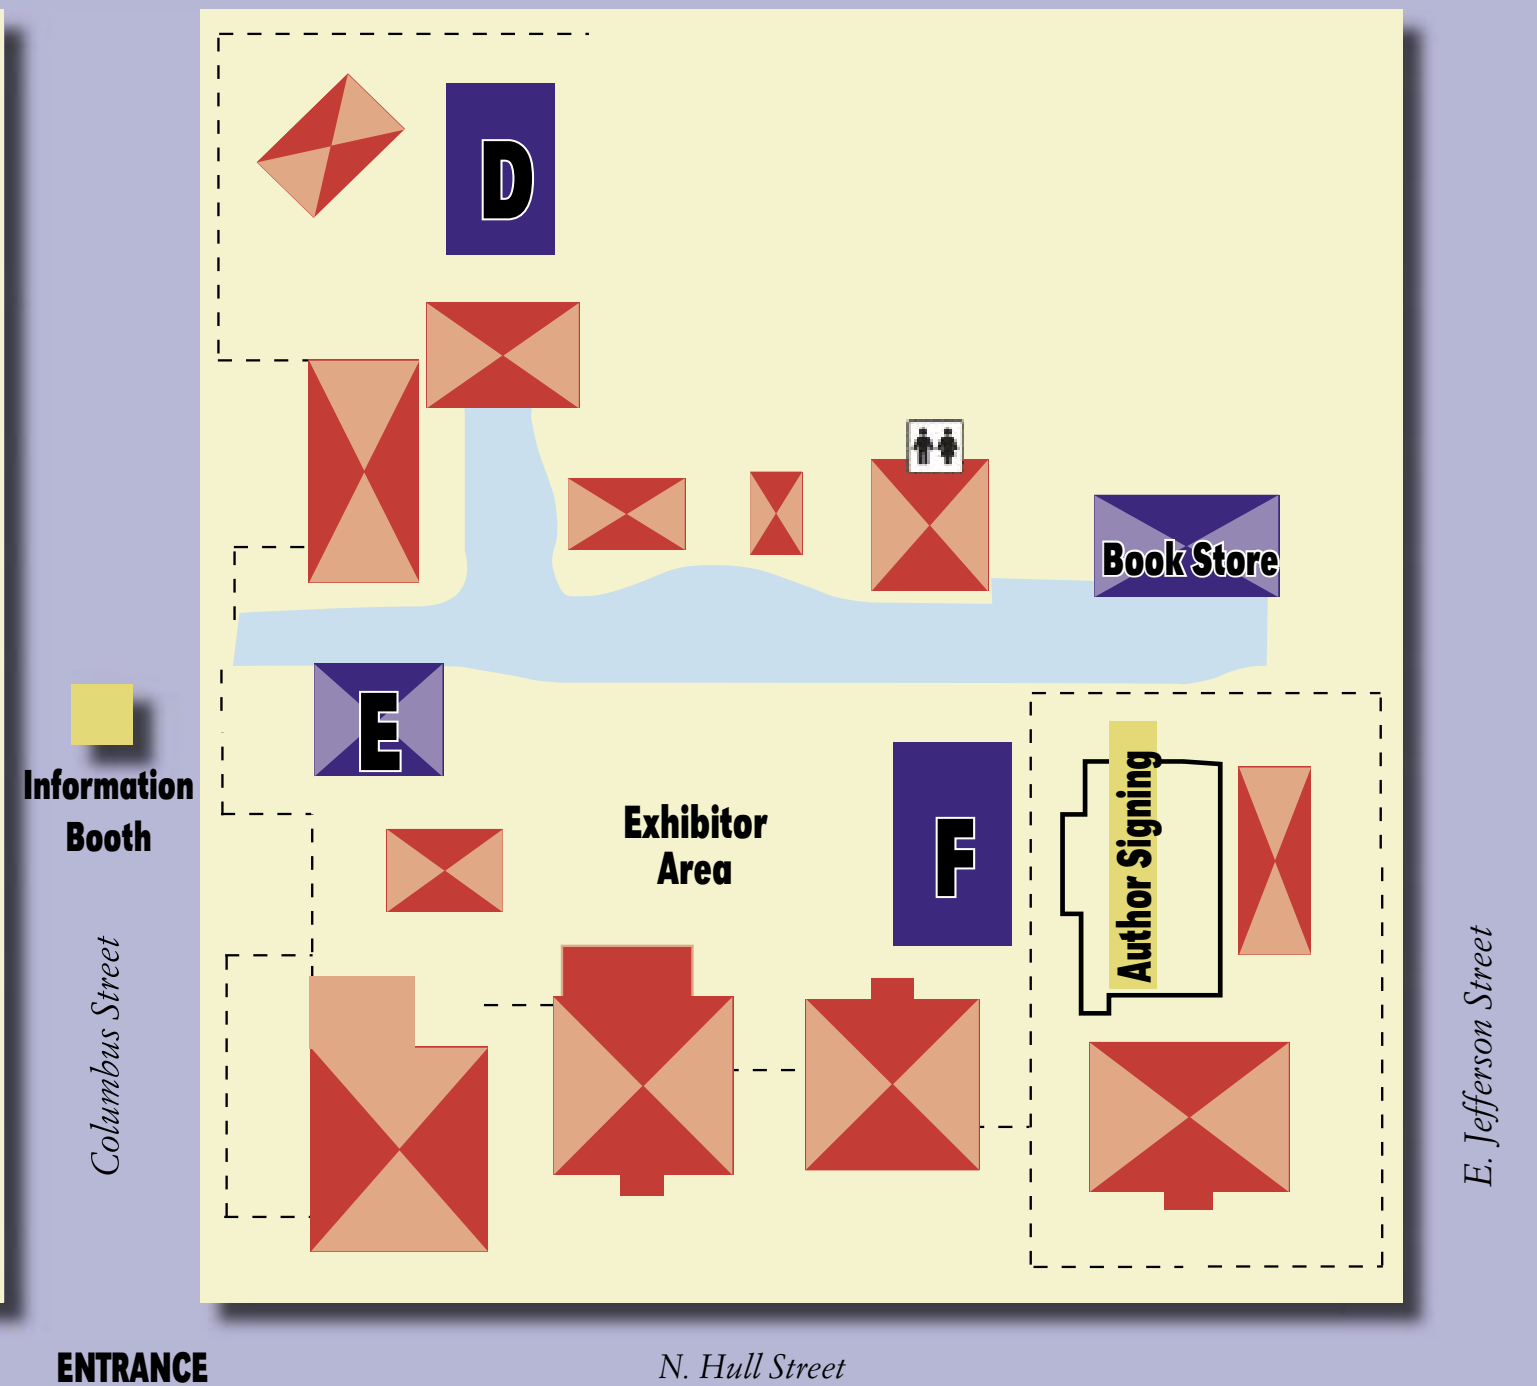 D
Book Store
E
Information
Booth
Exhibitor
Area
F
Author Signing
Columbus Street
E. Jefferson Street
ENTRANCE
N. Hull Street